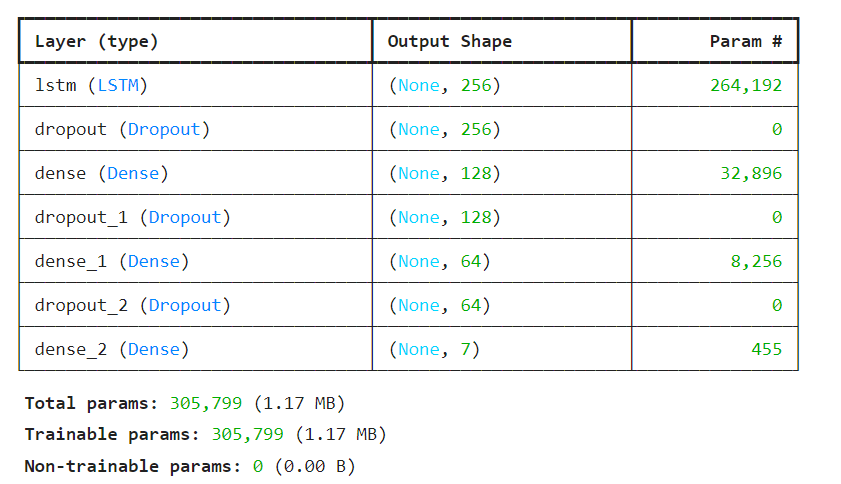 Layer (type) Output Shape Param #
lstm (LSTM) (None, 256) 264,192
dropout (Dropout) (None, 256) 0
dense (Dense) (None, 128) 32,896
dropout_1 (Dropout) (None, 128) 0
dense_1 (Dense) (None, 64) 8,256
dropout_2 (Dropout) (None, 64) 0
dense_2 (Dense) (None, 7) 455
Total params: 305,799 (1.17 MB)
Trainable params: 305,799 (1.17 MB)
Non-trainable params: 0 (0.00 B)